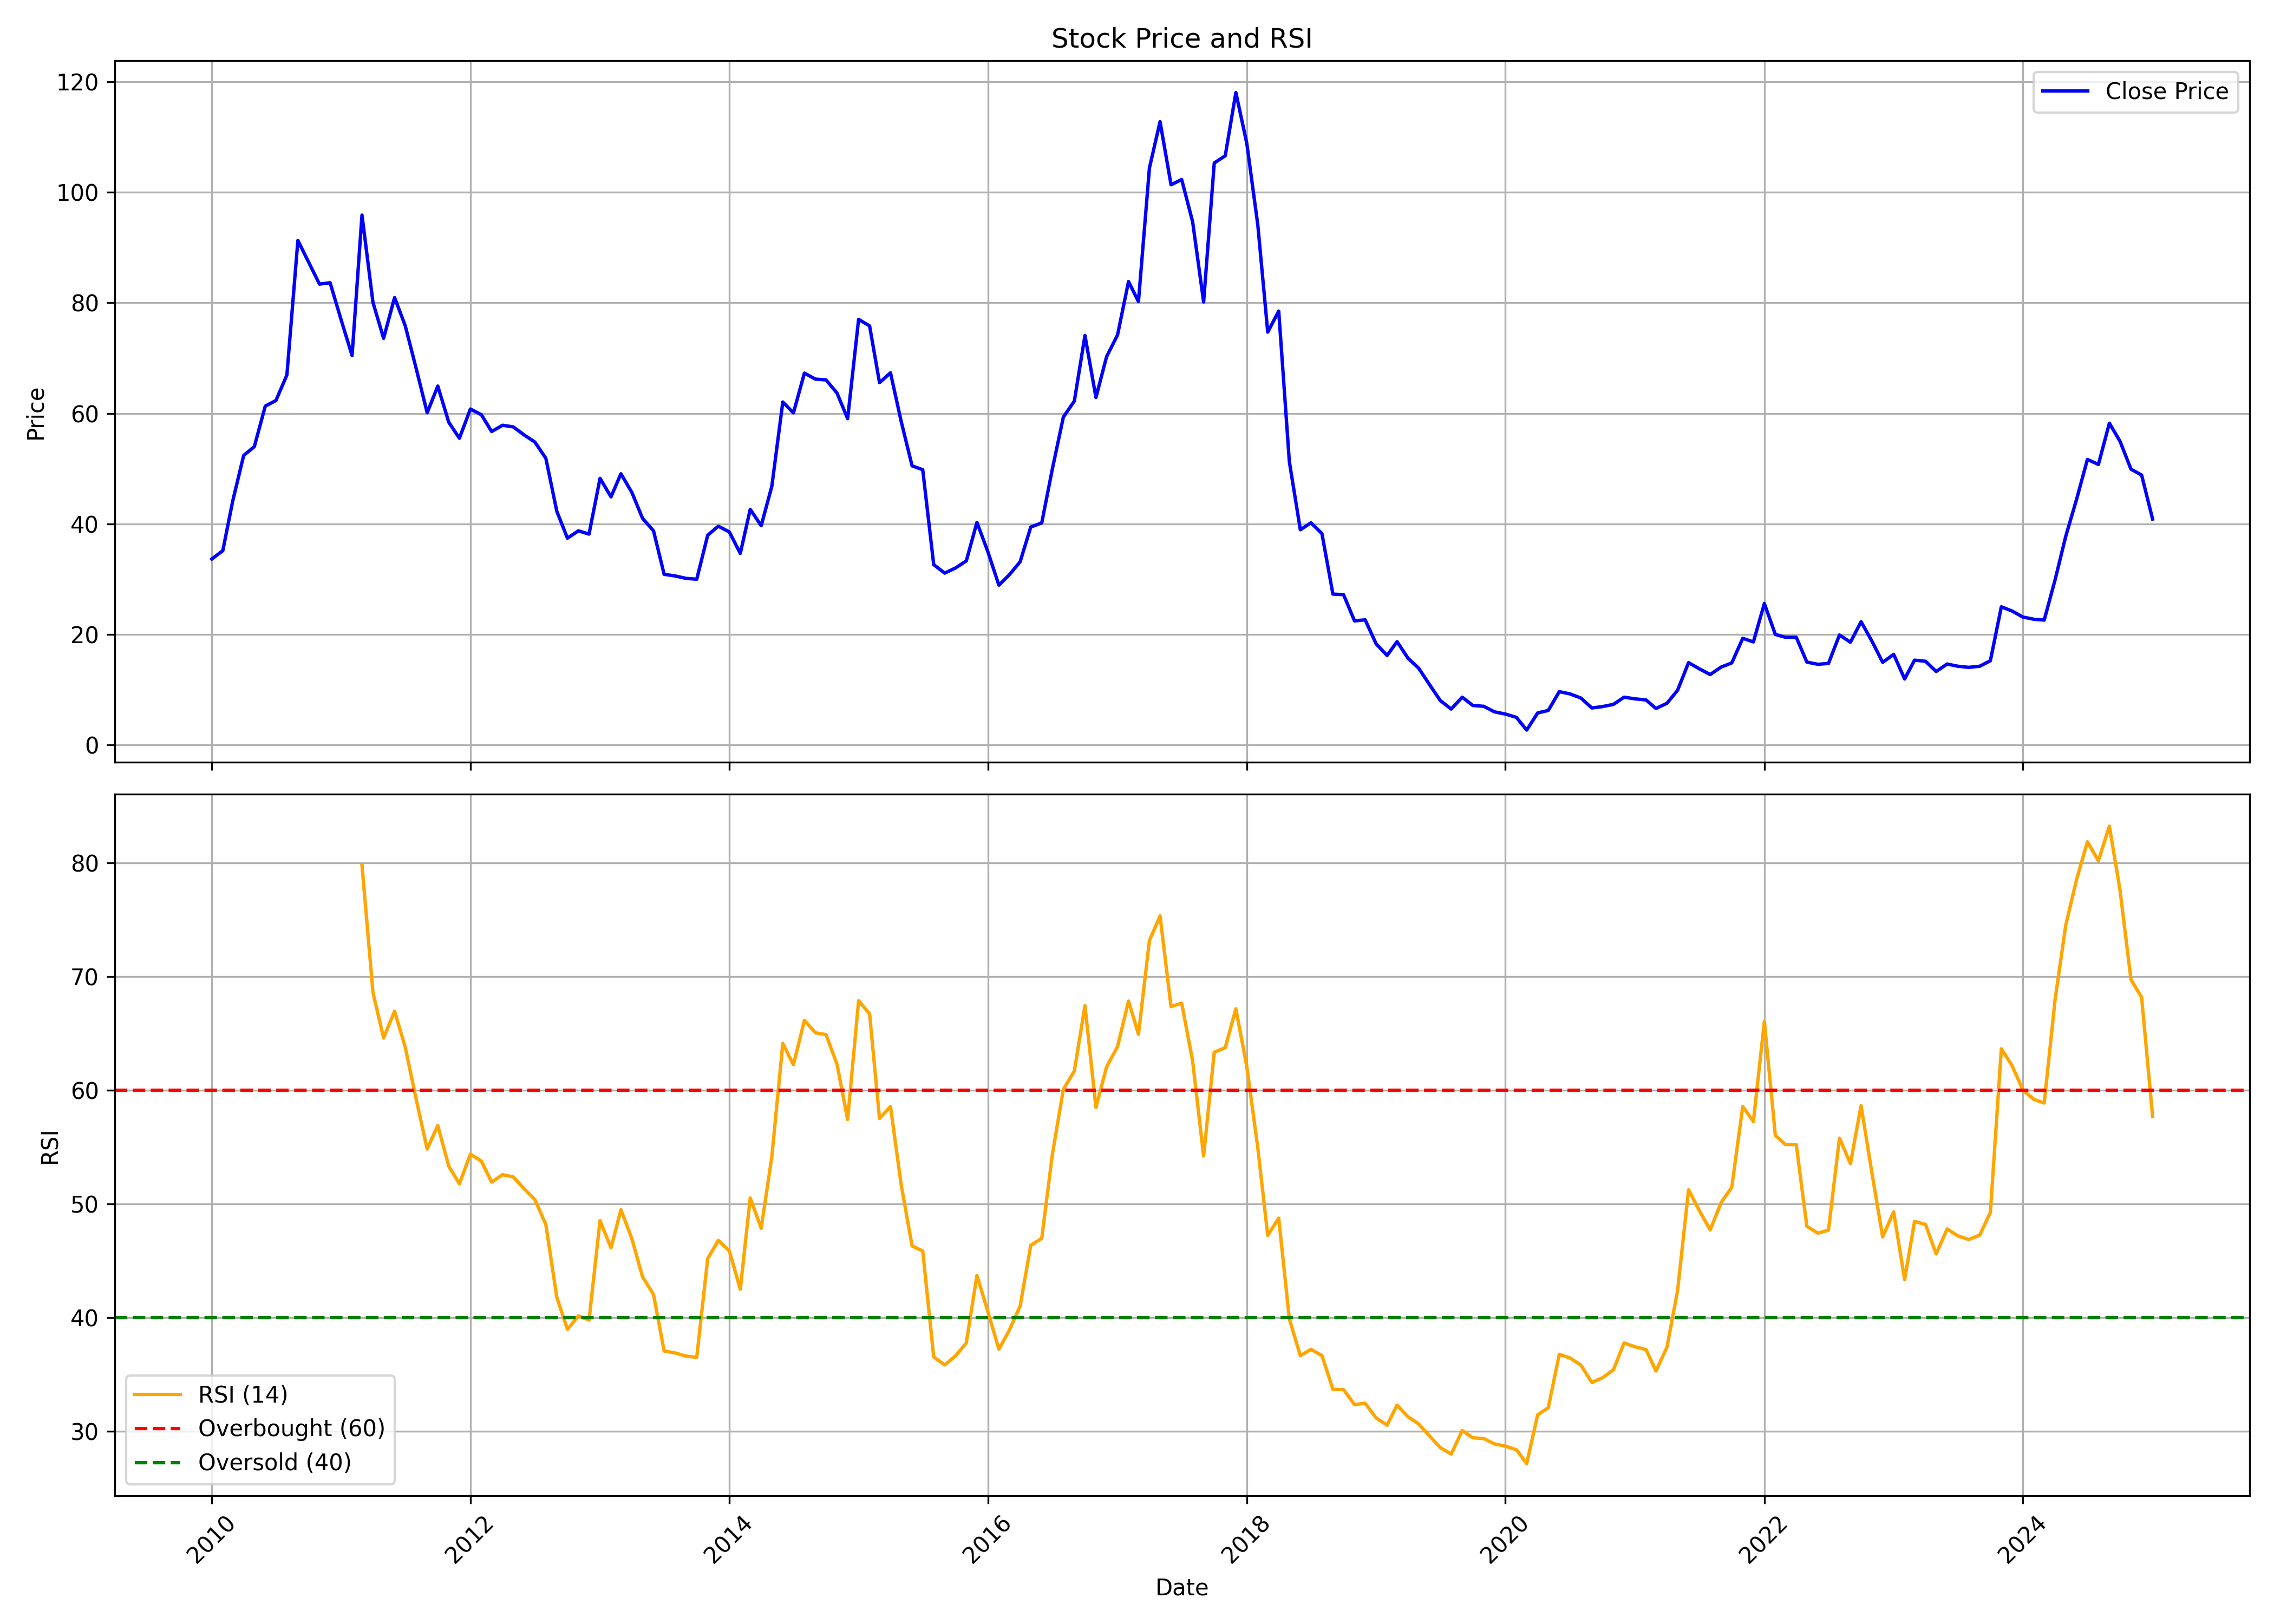 Stock Price and RSI
120
100
80
60
40
20
0
Price
Close Price
80
70
60
50
40
30
RSI
RSI (14)
Overbought (60)
Oversold (40)
2010
2012
2014
2016
2018
2020
2022
2024
Date